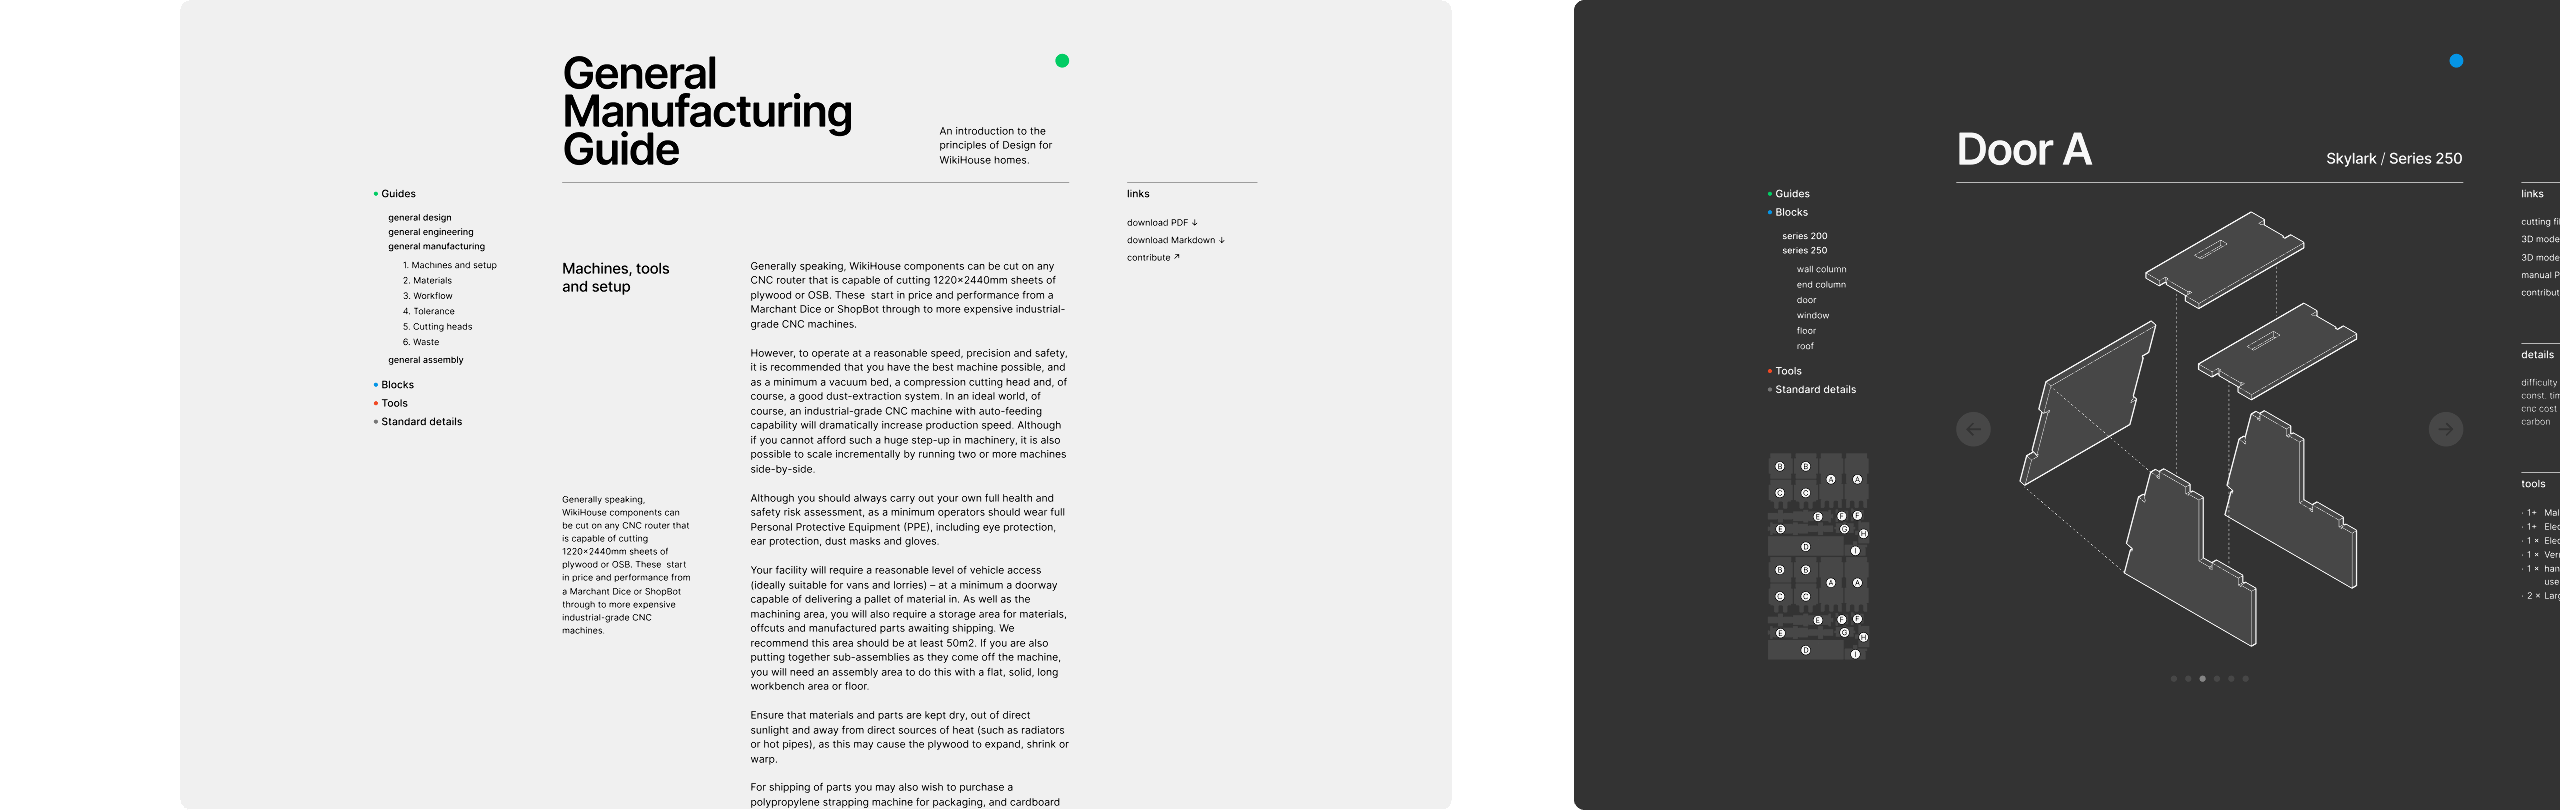 General
Manufacturing
Guide
An introduction to the
principles of Design for
WikiHouse homes.
Guides
general design
general engineering
general manufacturing
1. Machines and setup
2. Materials
3. Workflow
4. Tolerance
5. Cutting heads
6. Waste
general assembly
Blocks
Tools
Standard details
Machines, tools
and setup
Generally speaking,
WikiHouse components can
be cut on any CNC router that
is capable of cutting
1220×2440mm sheets of
plywood or OSB. These  start
in price and performance from
a Marchant Dice or ShopBot
through to more expensive
industrial-grade CNC
machines.
Generally speaking, WikiHouse components can be cut on any
CNC router that is capable of cutting 1220×2440mm sheets of
plywood or OSB. These  start in price and performance from a
Marchant Dice or ShopBot through to more expensive industrial-
grade CNC machines.
However, to operate at a reasonable speed, precision and safety,
it is recommended that you have the best machine possible, and
as a minimum a vacuum bed, a compression cutting head and, of
course, a good dust-extraction system. In an ideal world, of
course, an industrial-grade CNC machine with auto-feeding
capability will dramatically increase production speed. Although
if you cannot afford such a huge step-up in machinery, it is also
possible to scale incrementally by running two or more machines
side-by-side.
Although you should always carry out your own full health and
safety risk assessment, as a minimum operators should wear full
Personal Protective Equipment (PPE), including eye protection,
ear protection, dust masks and gloves.
Your facility will require a reasonable level of vehicle access
(ideally suitable for vans and lorries) – at a minimum a doorway
capable of delivering a pallet of material in. As well as the
machining area, you will also require a storage area for materials,
offcuts and manufactured parts awaiting shipping. We
recommend this area should be at least 50m2. If you are also
putting together sub-assemblies as they come off the machine,
you will need an assembly area to do this with a flat, solid, long
workbench area or floor.
Ensure that materials and parts are kept dry, out of direct
sunlight and away from direct sources of heat (such as radiators
or hot pipes), as this may cause the plywood to expand, shrink or
warp.
For shipping of parts you may also wish to purchase a
polypropylene strapping machine for packaging, and cardboard
links
download PDF ↓
download Markdown ↓
contribute ↗
Door A
Skylark / Series 250
Guides
Blocks
series 200
series 250
wall column
end column
door
window
floor
roof
Tools
Standard details
B B A A
C C
E F F
E G H
D I
B B A A
C C
E F F
E G H
D I
links
cutting fil
3D mode
3D mode
manual P
contribut
details
difficulty
const. tim
cnc cost
carbon
tools
· 1+ Mal
· 1+ Elec
· 1 × Elec
· 1 × Vern
· 1 × han
use
· 2 × Larg